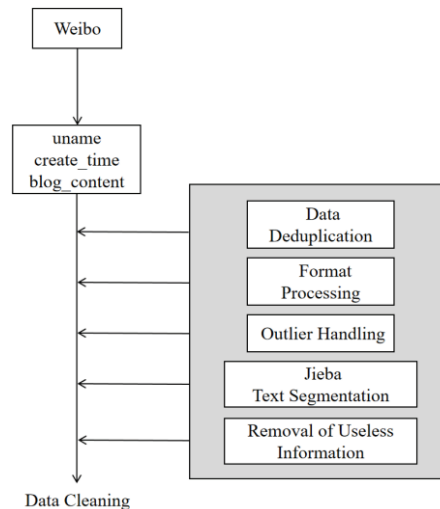 Weibo
uname
create_time
blog_content
Data
Deduplication
Format
Processing
Outlier Handling
Jieba
Text Segmentation
Removal of Useless
Information
Data Cleaning